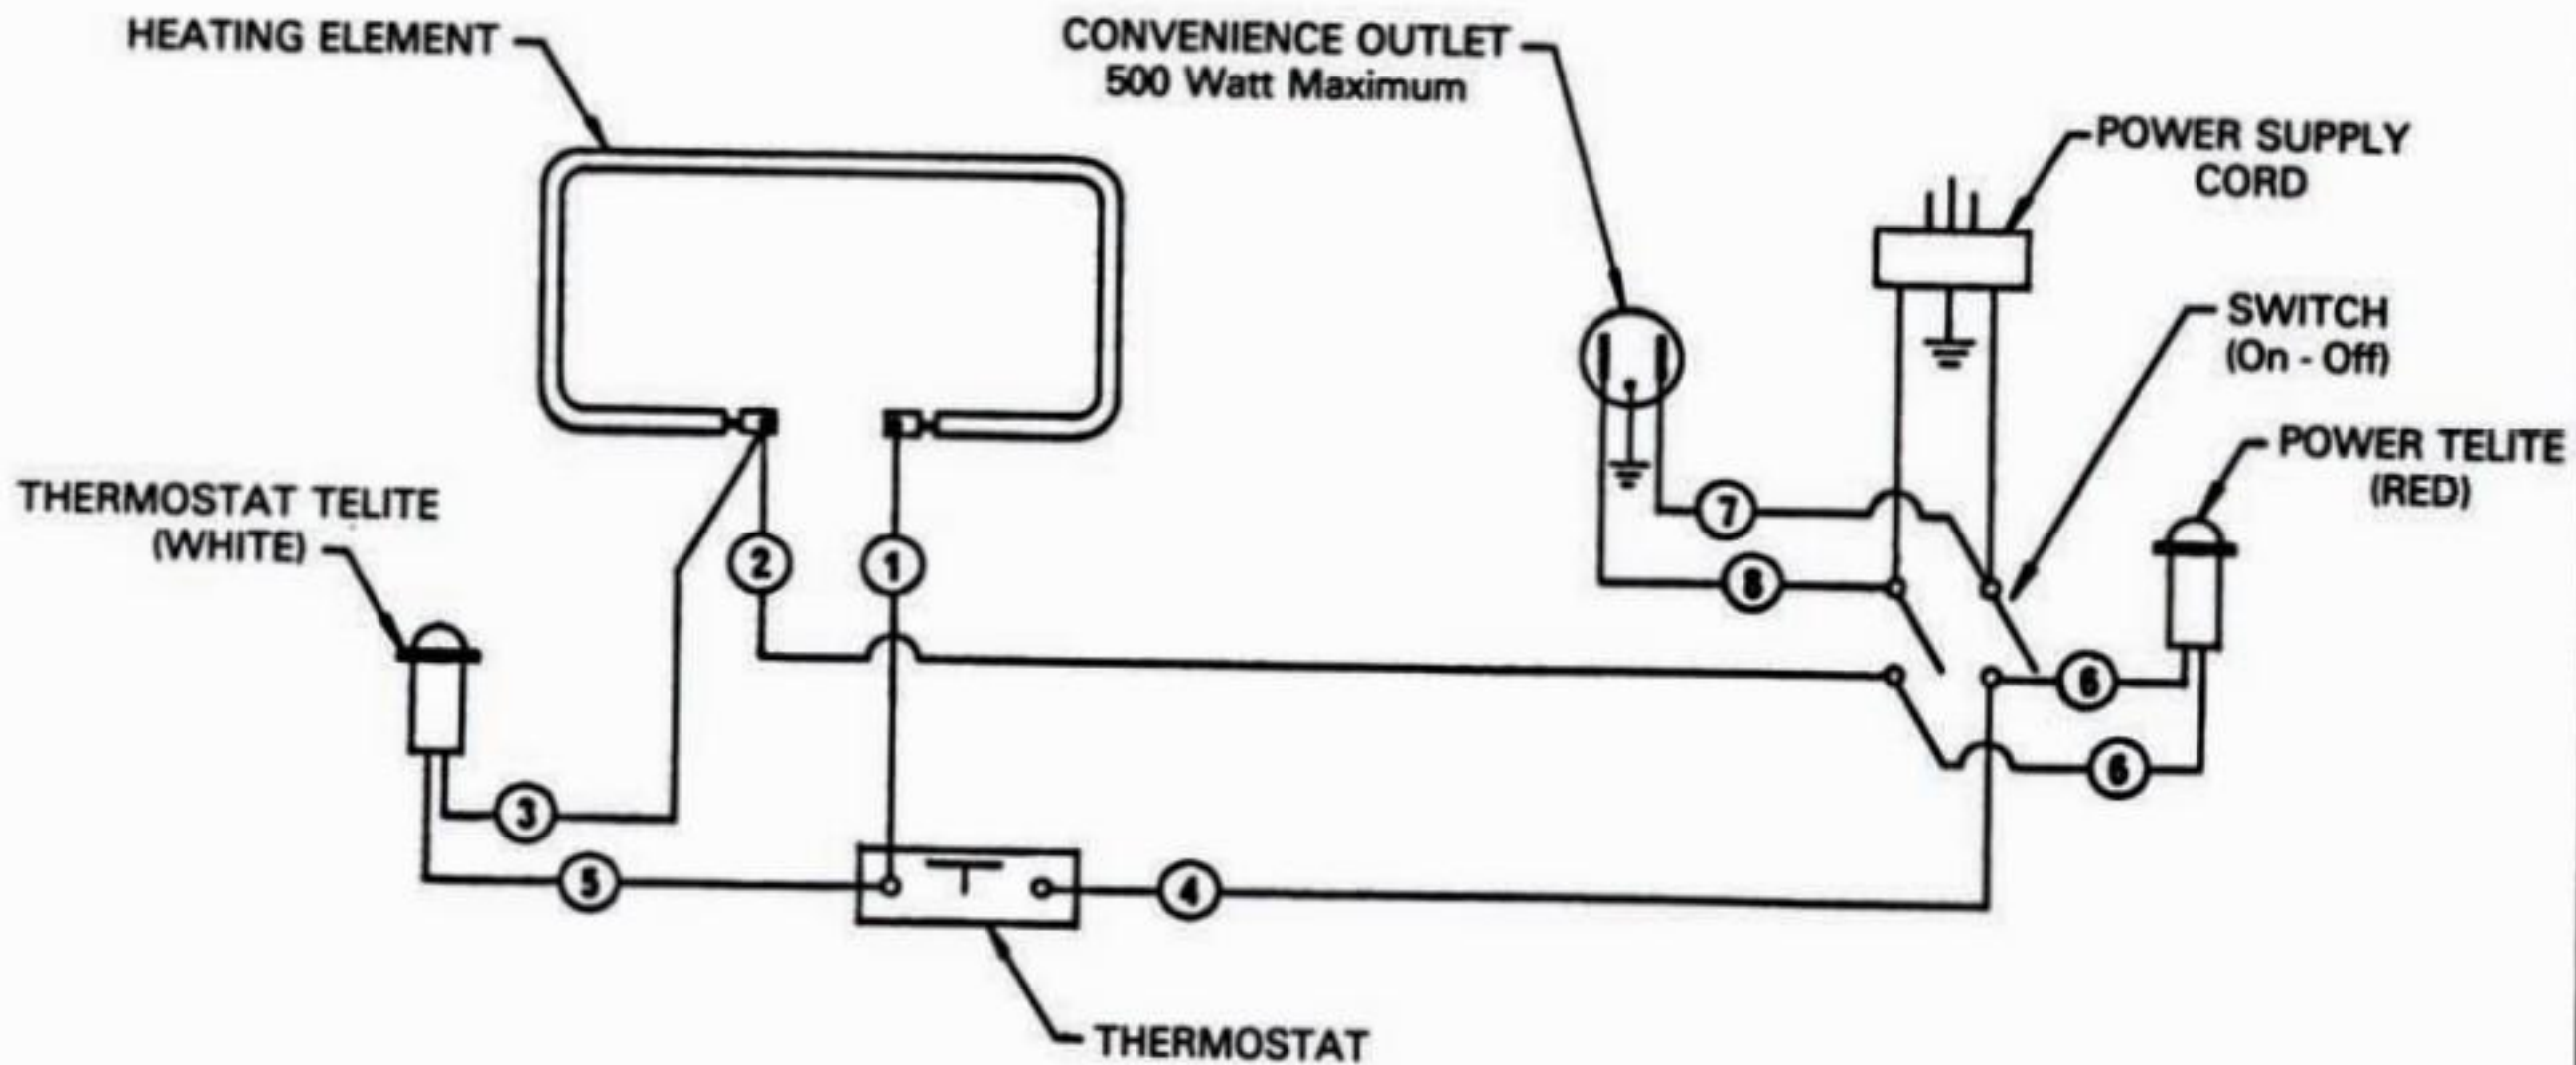 HEATING ELEMENT
CONVENIENCE OUTLET
500 Watt Maximum
POWER SUPPLY
CORD
SWITCH
(On - Off)
POWER TELITE
(RED)
THERMOSTAT TELITE
(WHITE)
7
2
1
8
6
6
3
5
4
T
THERMOSTAT